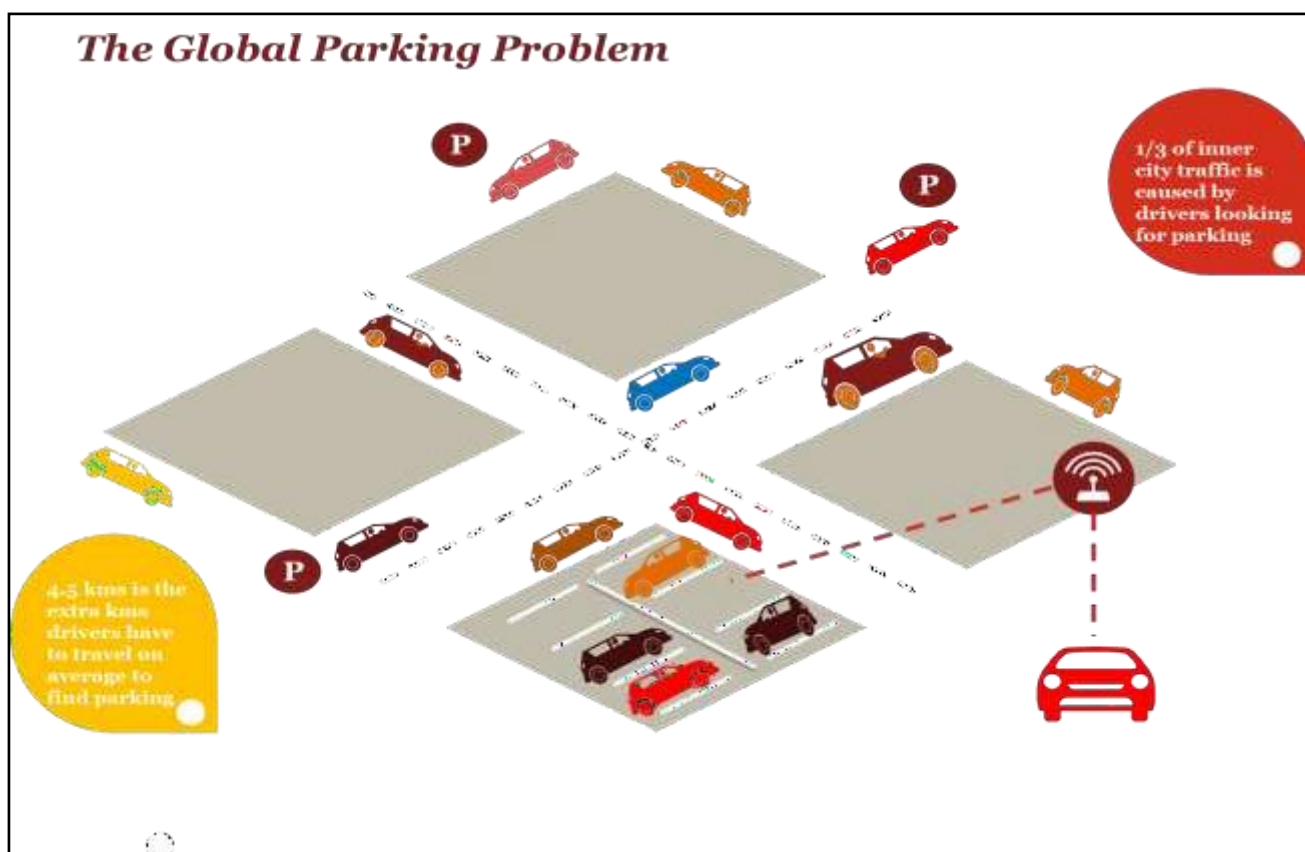 The Global Parking Problem
P
P
1/3 of inner
city traffic is
caused by
drivers looking
for parking
P
4.5 kms is the
extra kms
drivers have
to travel on
average to
find parking